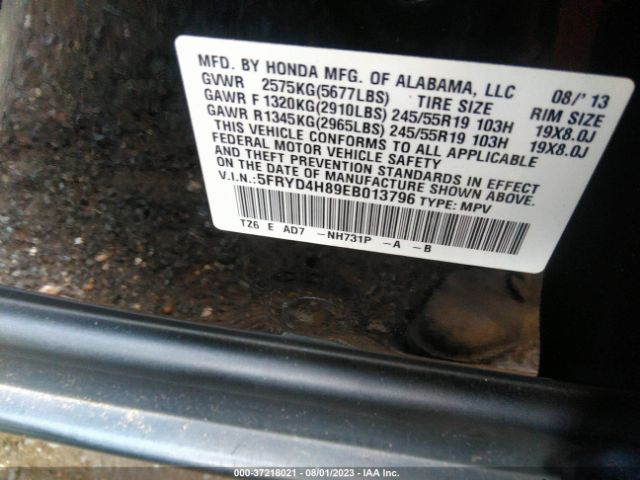 MFD. BY HONDA MFG. OF ALABAMA, LLC 08/'13
GVWR 2575KG(5677LBS) TIRE SIZE RIM SIZE
GAWR F 1320KG(2910LBS) 245/55R19 103H 19X8.0J
GAWR R1345KG(2965LBS) 245/55R19 103H 19X8.0J
THIS VEHICLE CONFORMS TO ALL APPLICABLE
FEDERAL MOTOR VEHICLE SAFETY
AND THEFT PREVENTION STANDARDS IN EFFECT
ON THE DATE OF MANUFACTURE SHOWN ABOVE.
V.I.N.:5FRYD4H89EB013796 TYPE: MPV
TZ6 E AD7 -NH731P -A -B
000-37218021 - 08/01/2023 - IAA Inc.